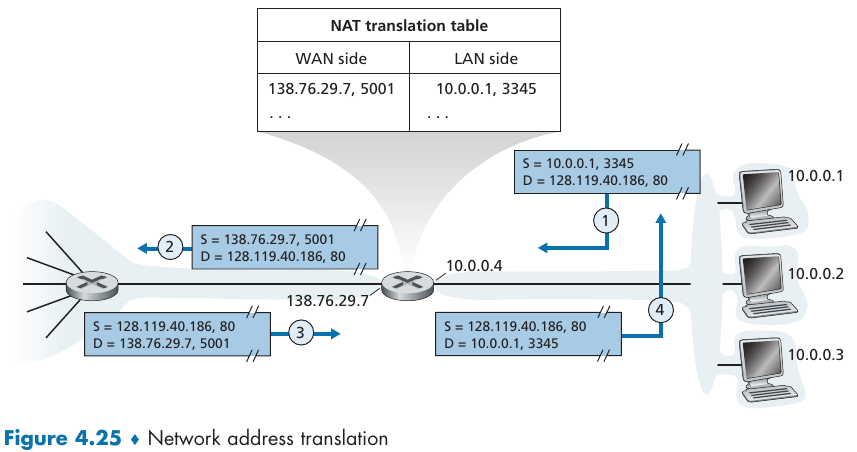 NAT translation table
WAN side LAN side
138.76.29.7, 5001 10.0.0.1, 3345
. . . . . .
S = 10.0.0.1, 3345
D = 128.119.40.186, 80
10.0.0.1
1
S = 138.76.29.7, 5001
D = 128.119.40.186, 80
2
10.0.0.4
10.0.0.2
138.76.29.7
S = 128.119.40.186, 80
D = 138.76.29.7, 5001
3
S = 128.119.40.186, 80
D = 10.0.0.1, 3345
4
10.0.0.3
Figure 4.25 ♦ Network address translation